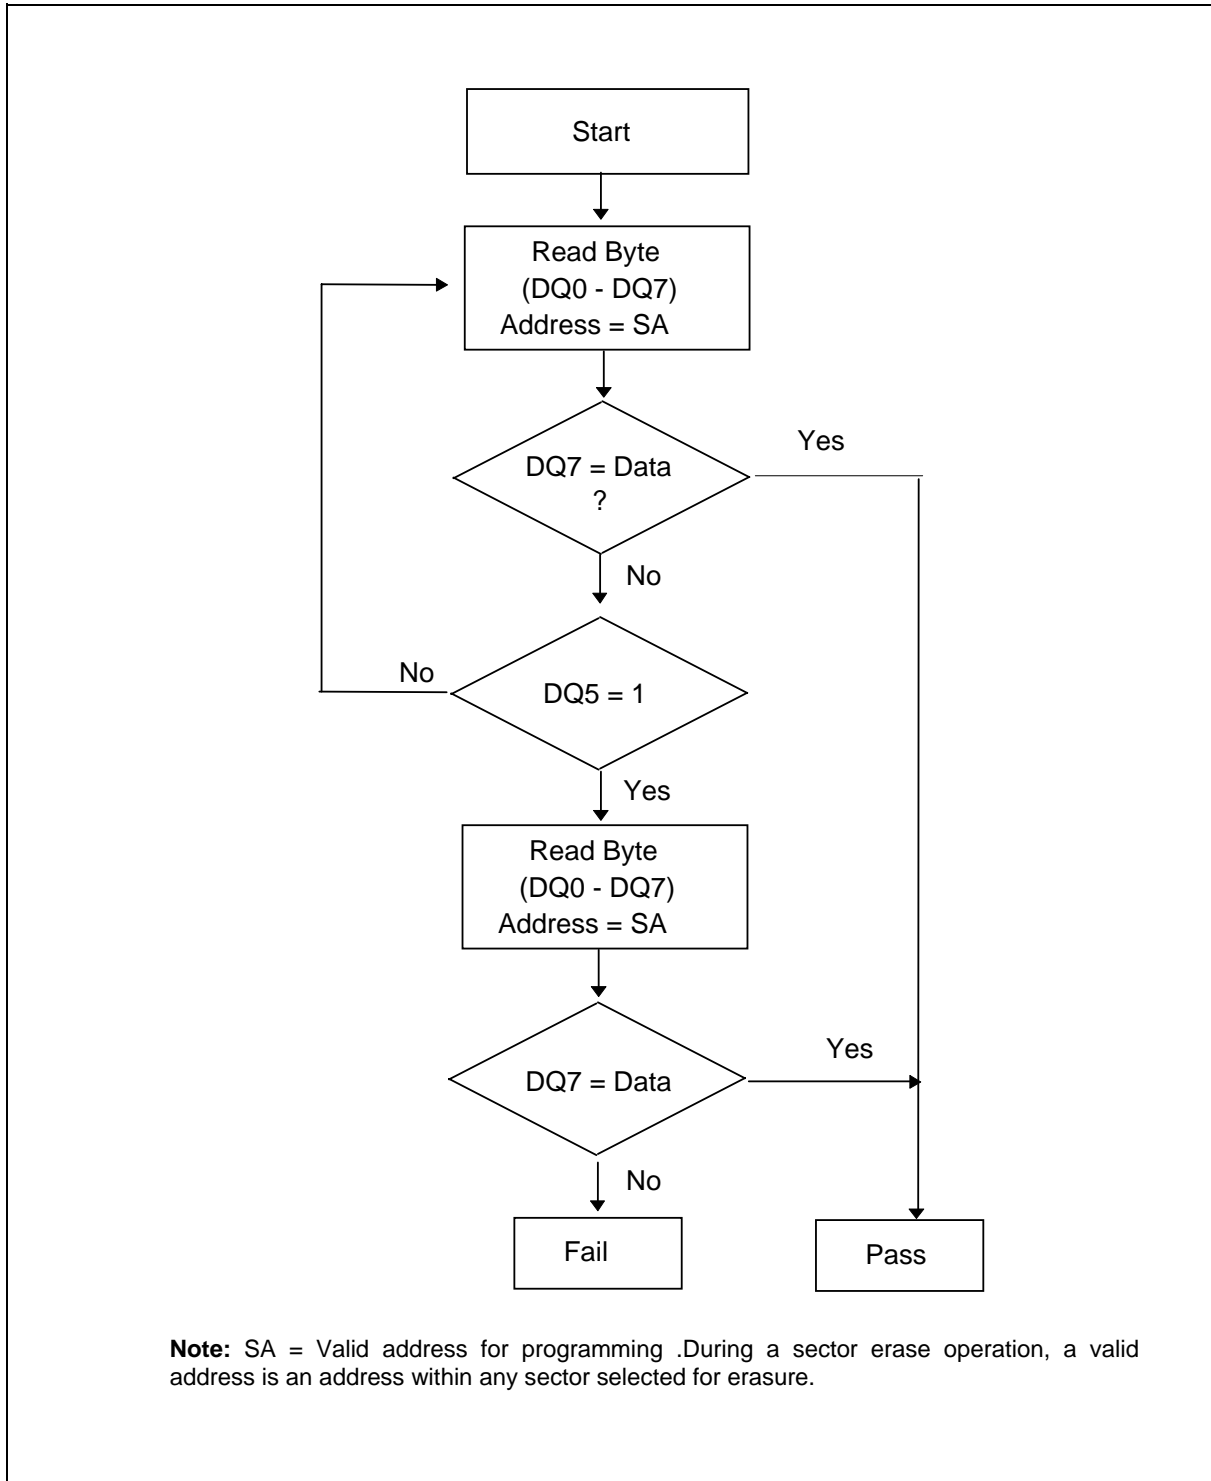 Start
Read Byte
(DQ0 - DQ7)
Address = SA
DQ7 = Data
?
Yes
No
DQ5 = 1
No
Yes
Read Byte
(DQ0 - DQ7)
Address = SA
DQ7 = Data
Yes
No
Fail
Pass
Note: SA = Valid address for programming .During a sector erase operation, a valid
address is an address within any sector selected for erasure.